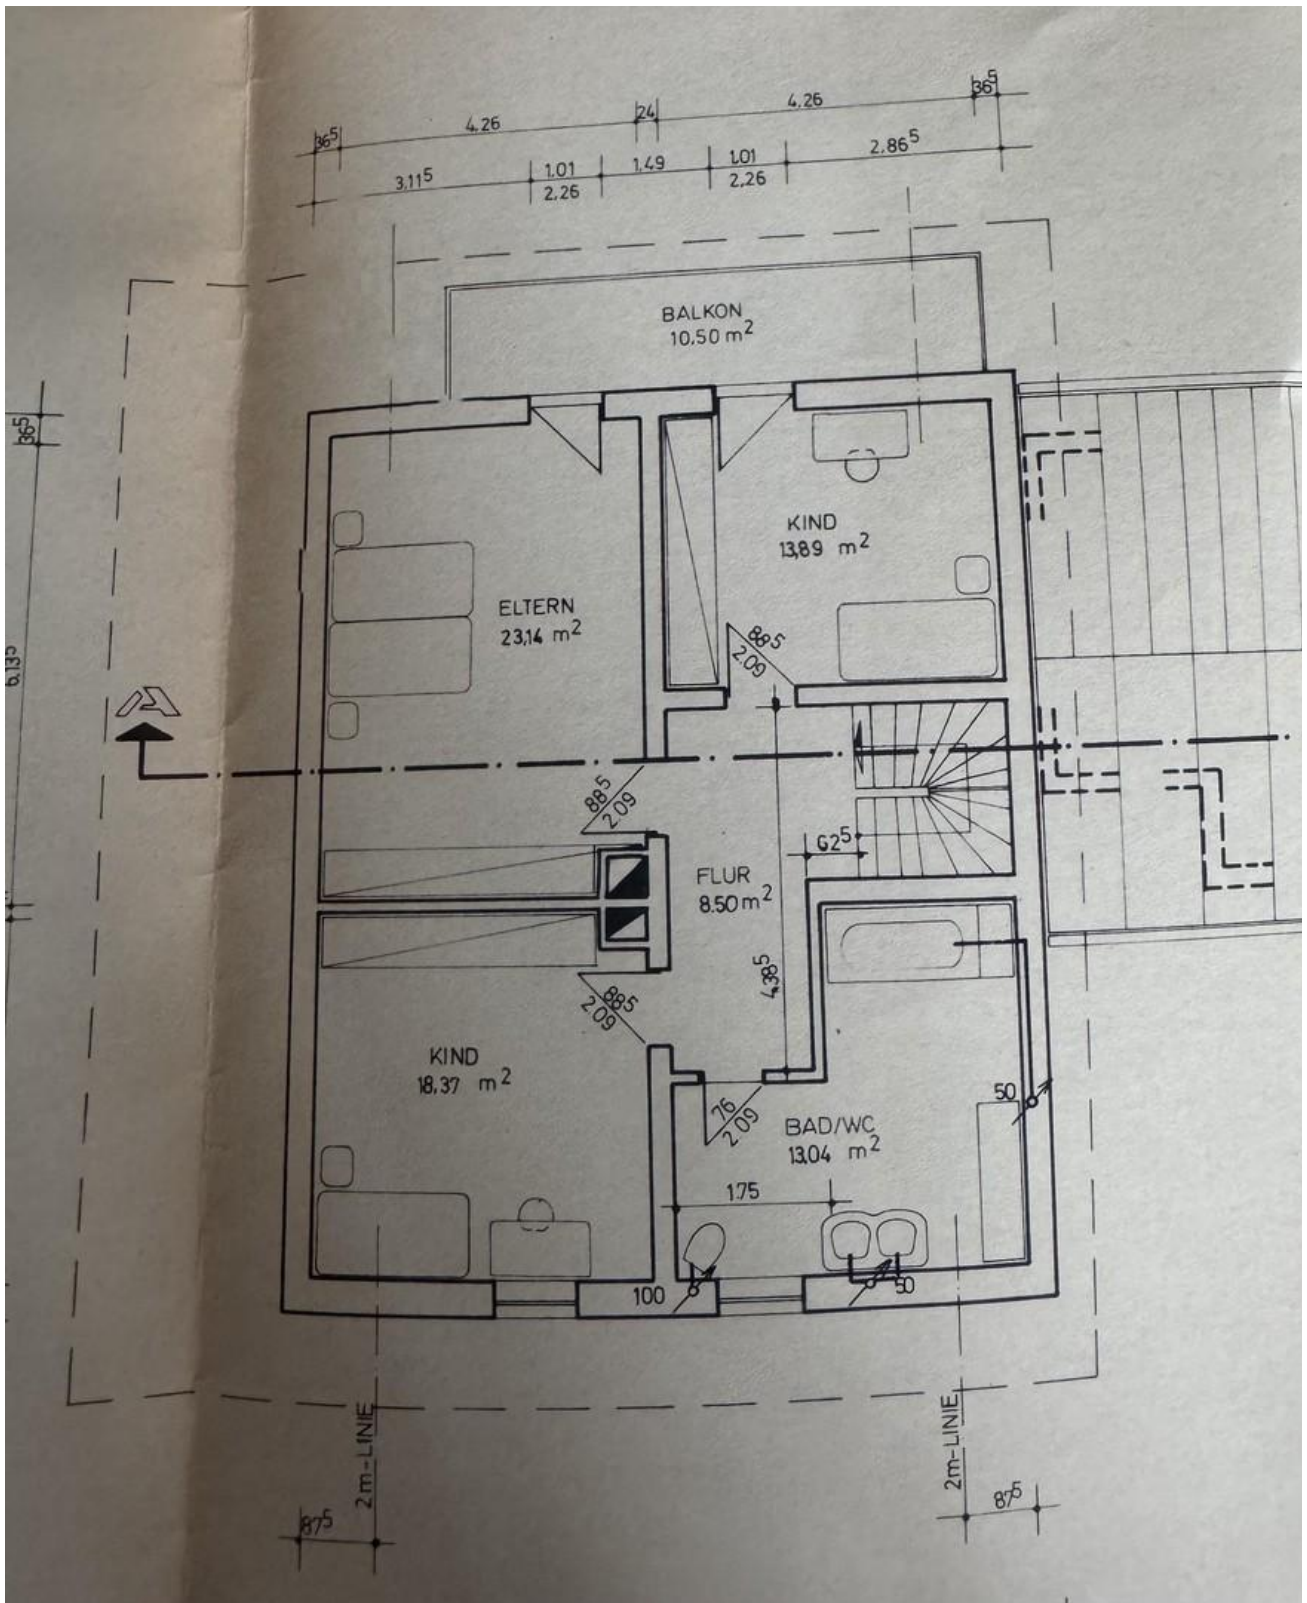 36⁵ 4.26 24 4.26 36⁵
3.11⁵ 1.01 1.49 1.01 2.86⁵
2.26 2.26
BALKON
10.50 m²
36⁵
6.13⁵
KIND
13,89 m²
ELTERN
23,14 m²
88⁵
2.09
A
88⁵
2.09
62⁵
FLUR
8.50 m²
4.38⁵
88⁵
2.09
KIND
18,37 m²
76
2.09
BAD/WC
13.04 m²
50
1.75
100
50
2m-LINIE
2m-LINIE
87⁵
87⁵